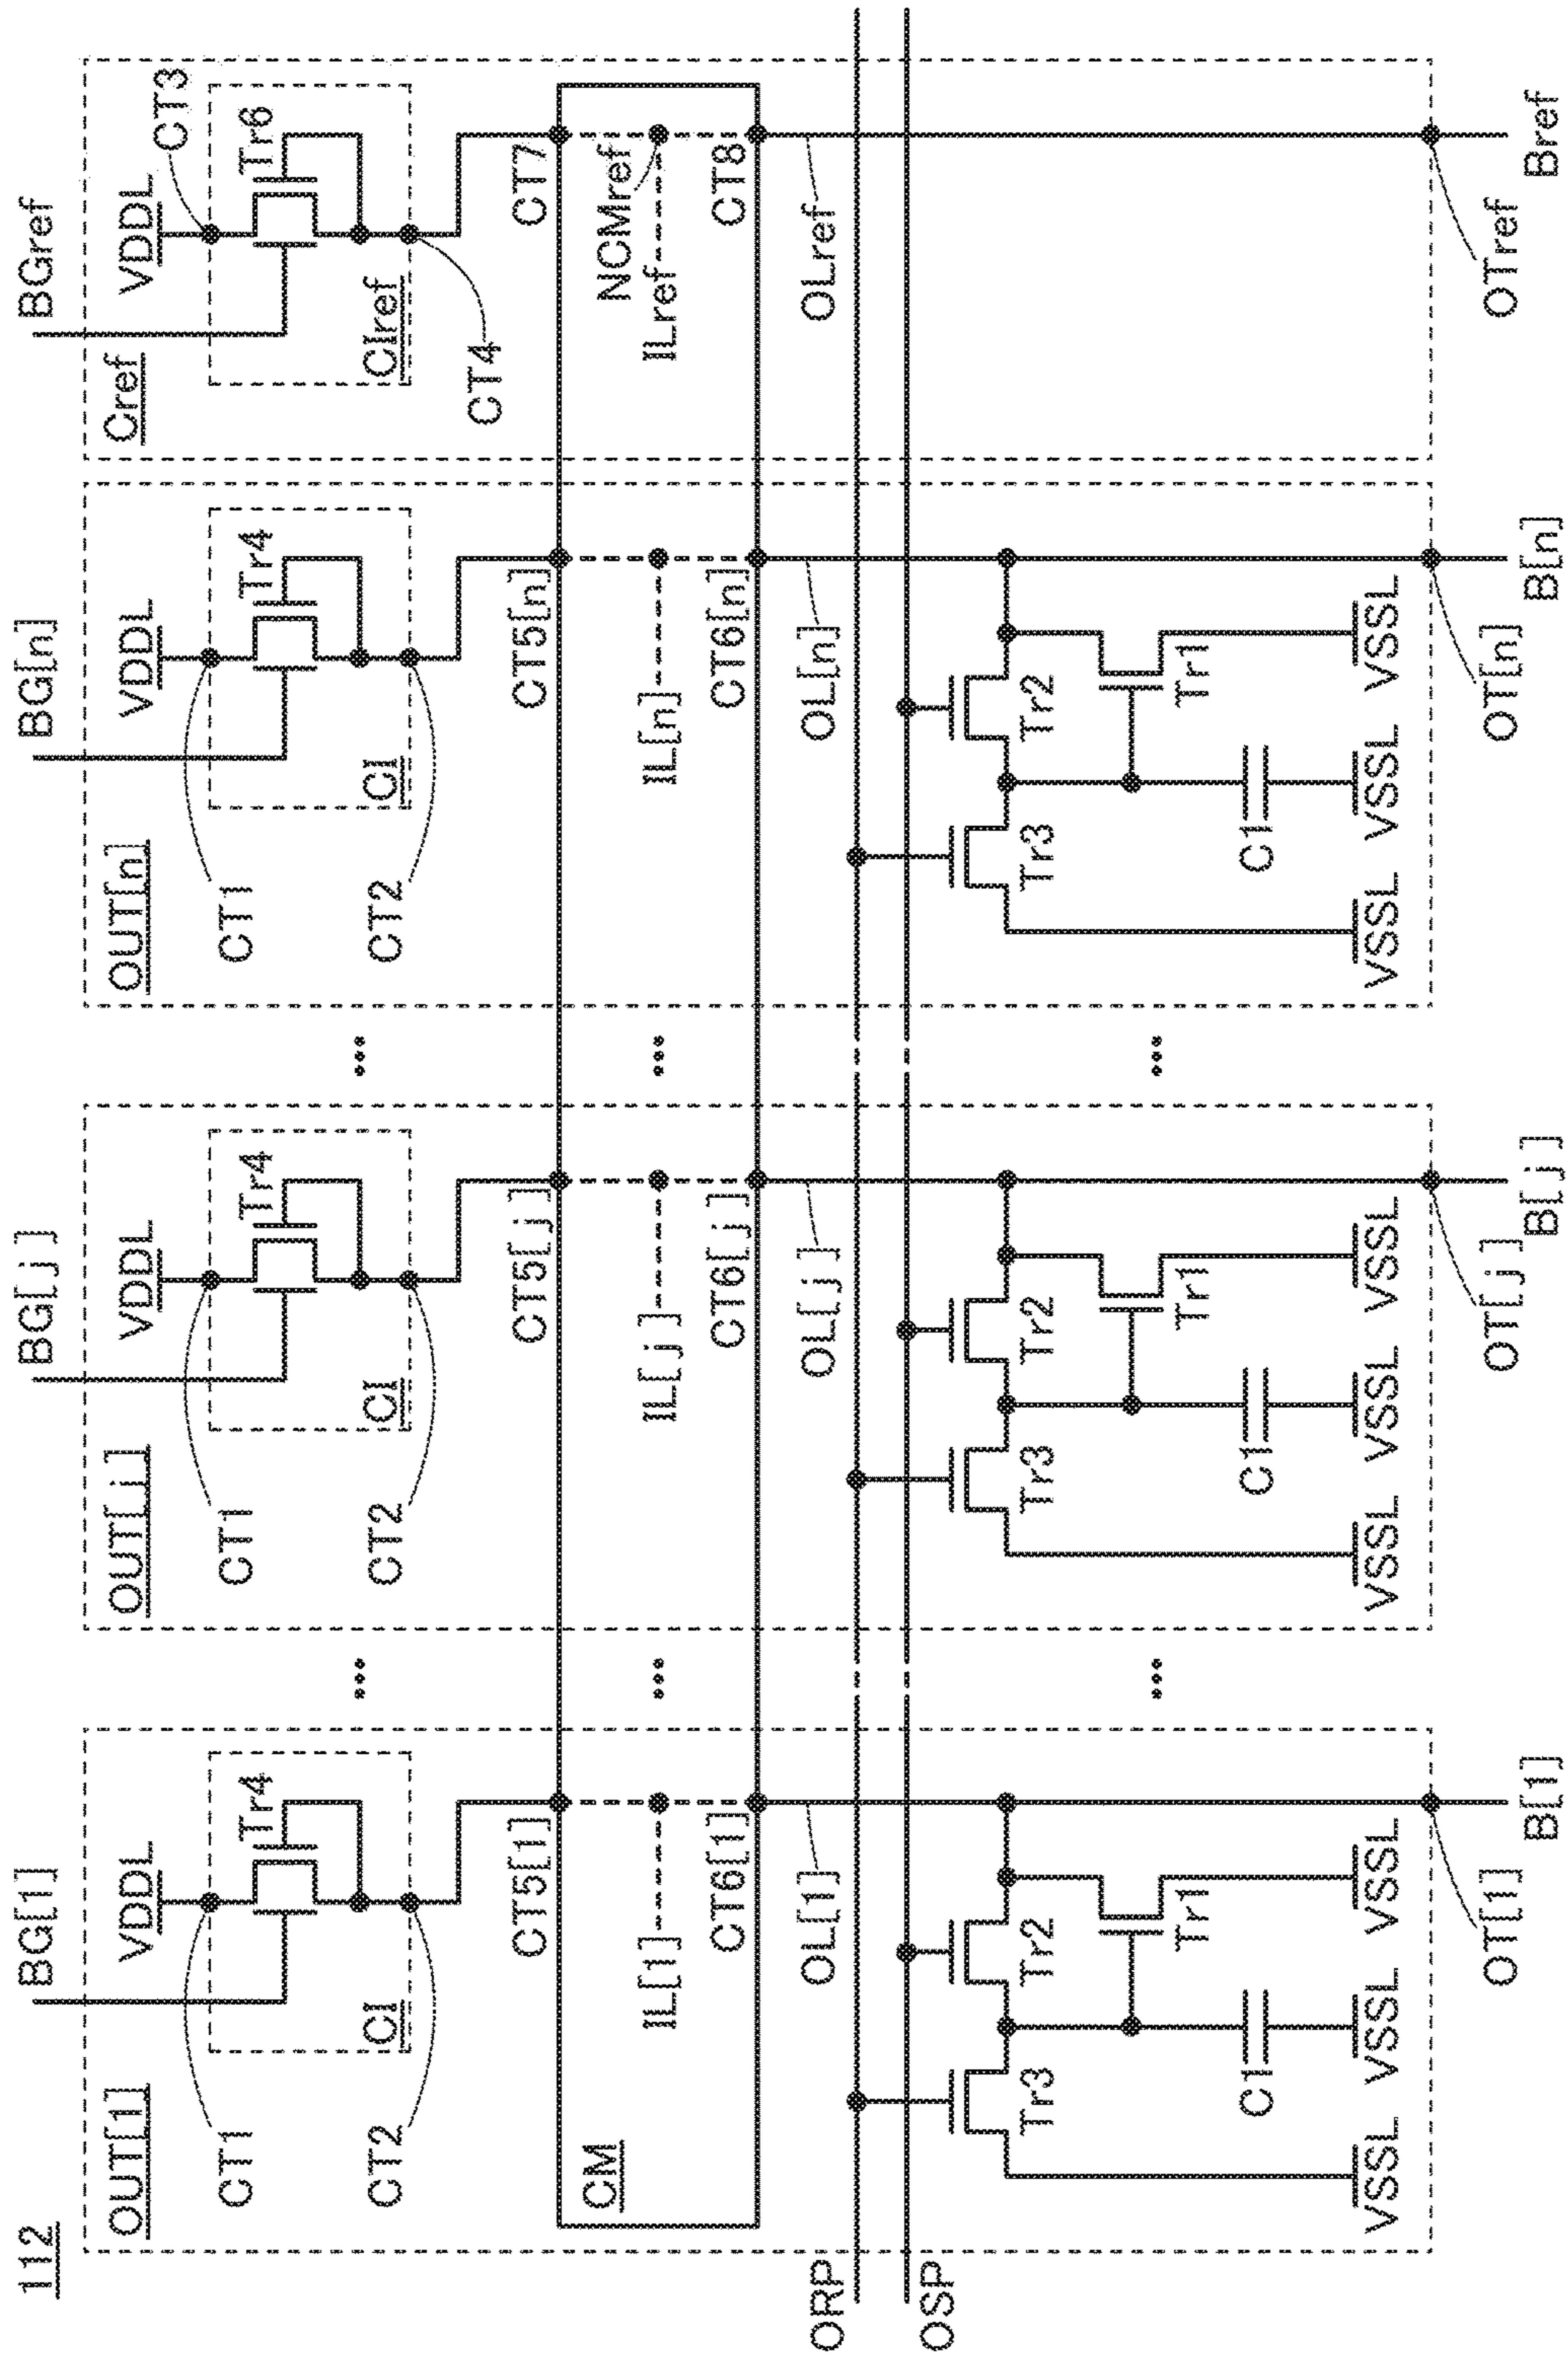 112
BG[1]
BG[j]
BG[n]
BGref
OUT[1]
VDDL
OUT[j]
VDDL
OUT[n]
VDDL
Cref
VDDL
CT3
CT1
Tr4
CT1
Tr4
CT1
Tr4
Tr6
CI
CI
CI
CIref
CT2
CT2
CT2
CT4
CT5[1]
CT5[j]
CT5[n]
CT7
CM
IL[1]
IL[j]
IL[n]
NCMref
ILref
CT6[1]
CT6[j]
CT6[n]
CT8
ORP
OL[1]
OL[j]
OL[n]
OLref
OSP
Tr3
Tr2
Tr3
Tr2
Tr3
Tr2
Tr1
Tr1
Tr1
C1
C1
C1
VSSL
VSSL
VSSL
VSSL
VSSL
VSSL
VSSL
VSSL
VSSL
OT[1]
OT[j]
OT[n]
OTref
B[1]
B[j]
B[n]
Bref